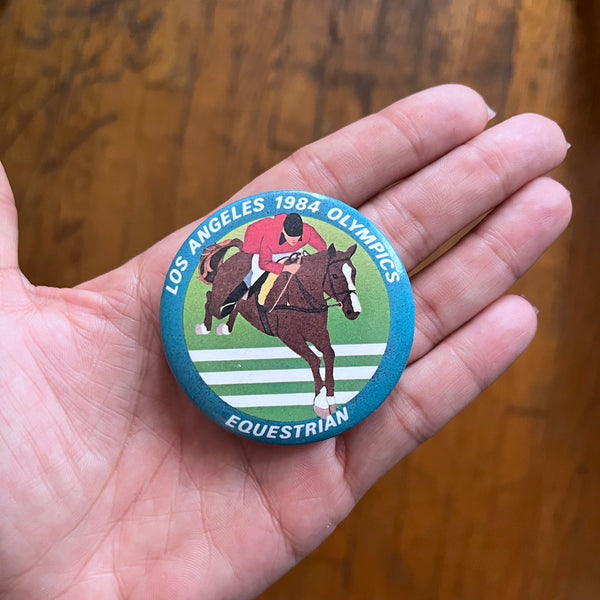 LOS ANGELES 1984 OLYMPICS
EQUESTRIAN